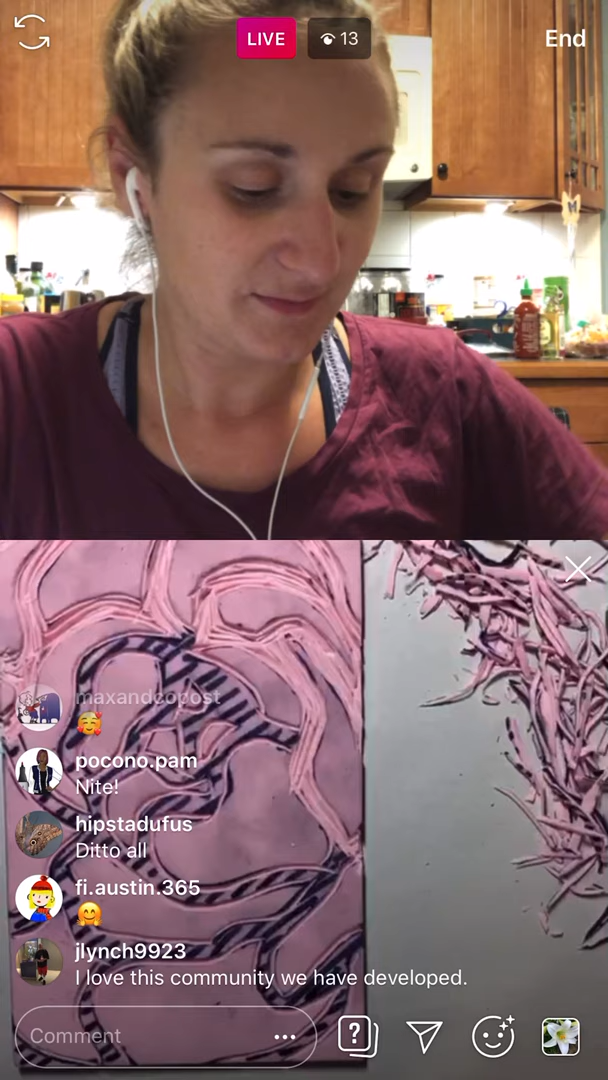 LIVE
13
End
maxandcopost
pocono.pam
Nite!
hipstadufus
Ditto all
fi.austin.365
jlynch9923
I love this community we have developed.
Comment